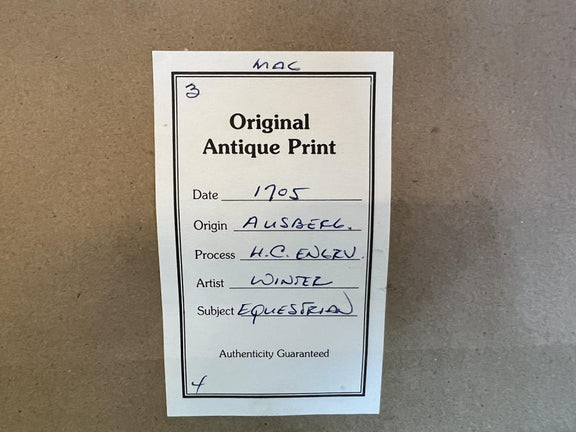 MAC
3
Original
Antique Print
Date 1705
Origin AUSBERG.
Process H.C. ENGRV.
Artist WINTER
Subject EQUESTRIAN
Authenticity Guaranteed
4